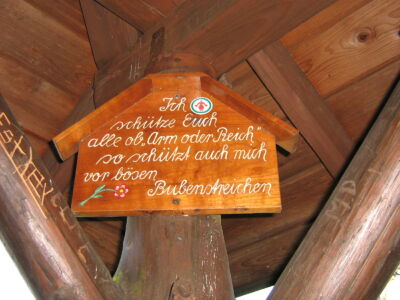 Ich
schütze Euch
alle ob „Arm oder Reich"
so schützt auch mich
vor bösen
Bubenstreichen